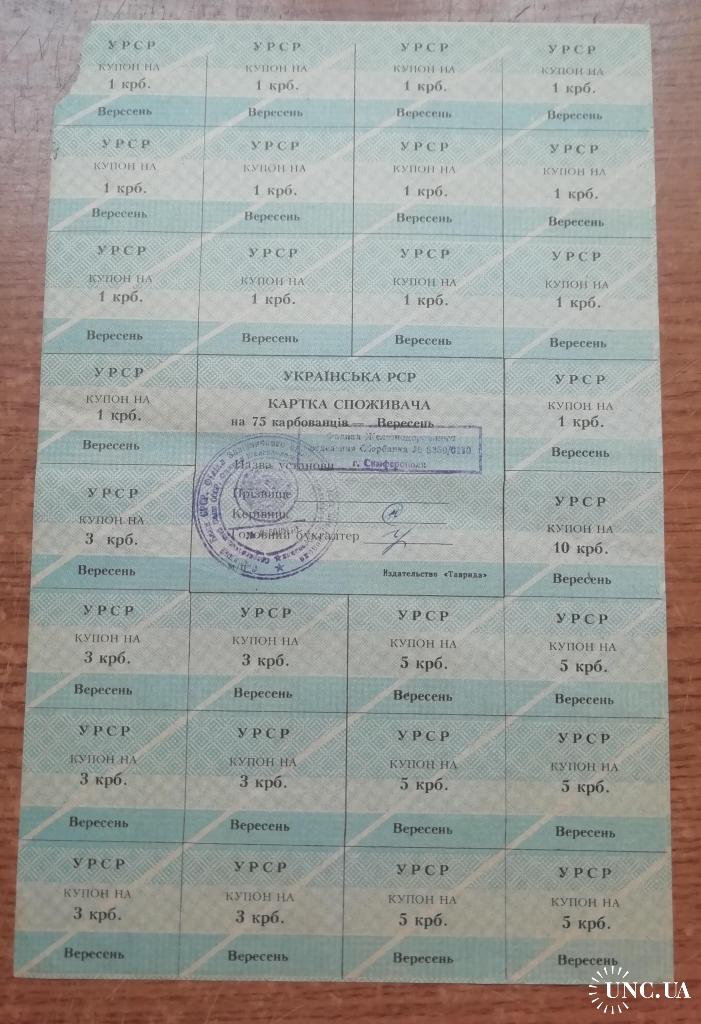 УРСР УРСР УРСР УРСР
КУПОН НА КУПОН НА КУПОН НА КУПОН НА
1 крб. 1 крб. 1 крб. 1 крб.
Вересень Вересень Вересень Вересень
УРСР УРСР УРСР УРСР
КУПОН НА КУПОН НА КУПОН НА КУПОН НА
1 крб. 1 крб. 1 крб. 1 крб.
Вересень Вересень Вересень Вересень
УРСР УРСР УРСР УРСР
КУПОН НА КУПОН НА КУПОН НА КУПОН НА
1 крб. 1 крб. 1 крб. 1 крб.
Вересень Вересень Вересень Вересень
УРСР
КУПОН НА
1 крб.
Вересень
УКРАЇНСЬКА РСР
КАРТКА СПОЖИВАЧА
на 75 карбованців — Вересень
Филиал Железнодорожного
отделения Сбербанка №
г. Симферополь
Назва установи
Прізвище
Керівник
Головний бухгалтер
М. П.
Издательство «Таврида»
УРСР
КУПОН НА
1 крб.
Вересень
УРСР
КУПОН НА
3 крб.
Вересень
УРСР
КУПОН НА
10 крб.
Вересень
УРСР УРСР УРСР УРСР
КУПОН НА КУПОН НА КУПОН НА КУПОН НА
3 крб. 3 крб. 5 крб. 5 крб.
Вересень Вересень Вересень Вересень
УРСР УРСР УРСР УРСР
КУПОН НА КУПОН НА КУПОН НА КУПОН НА
3 крб. 3 крб. 5 крб. 5 крб.
Вересень Вересень Вересень Вересень
УРСР УРСР УРСР УРСР
КУПОН НА КУПОН НА КУПОН НА КУПОН НА
3 крб. 3 крб. 5 крб. 5 крб.
Вересень Вересень Вересень Вересень
UNC.UA